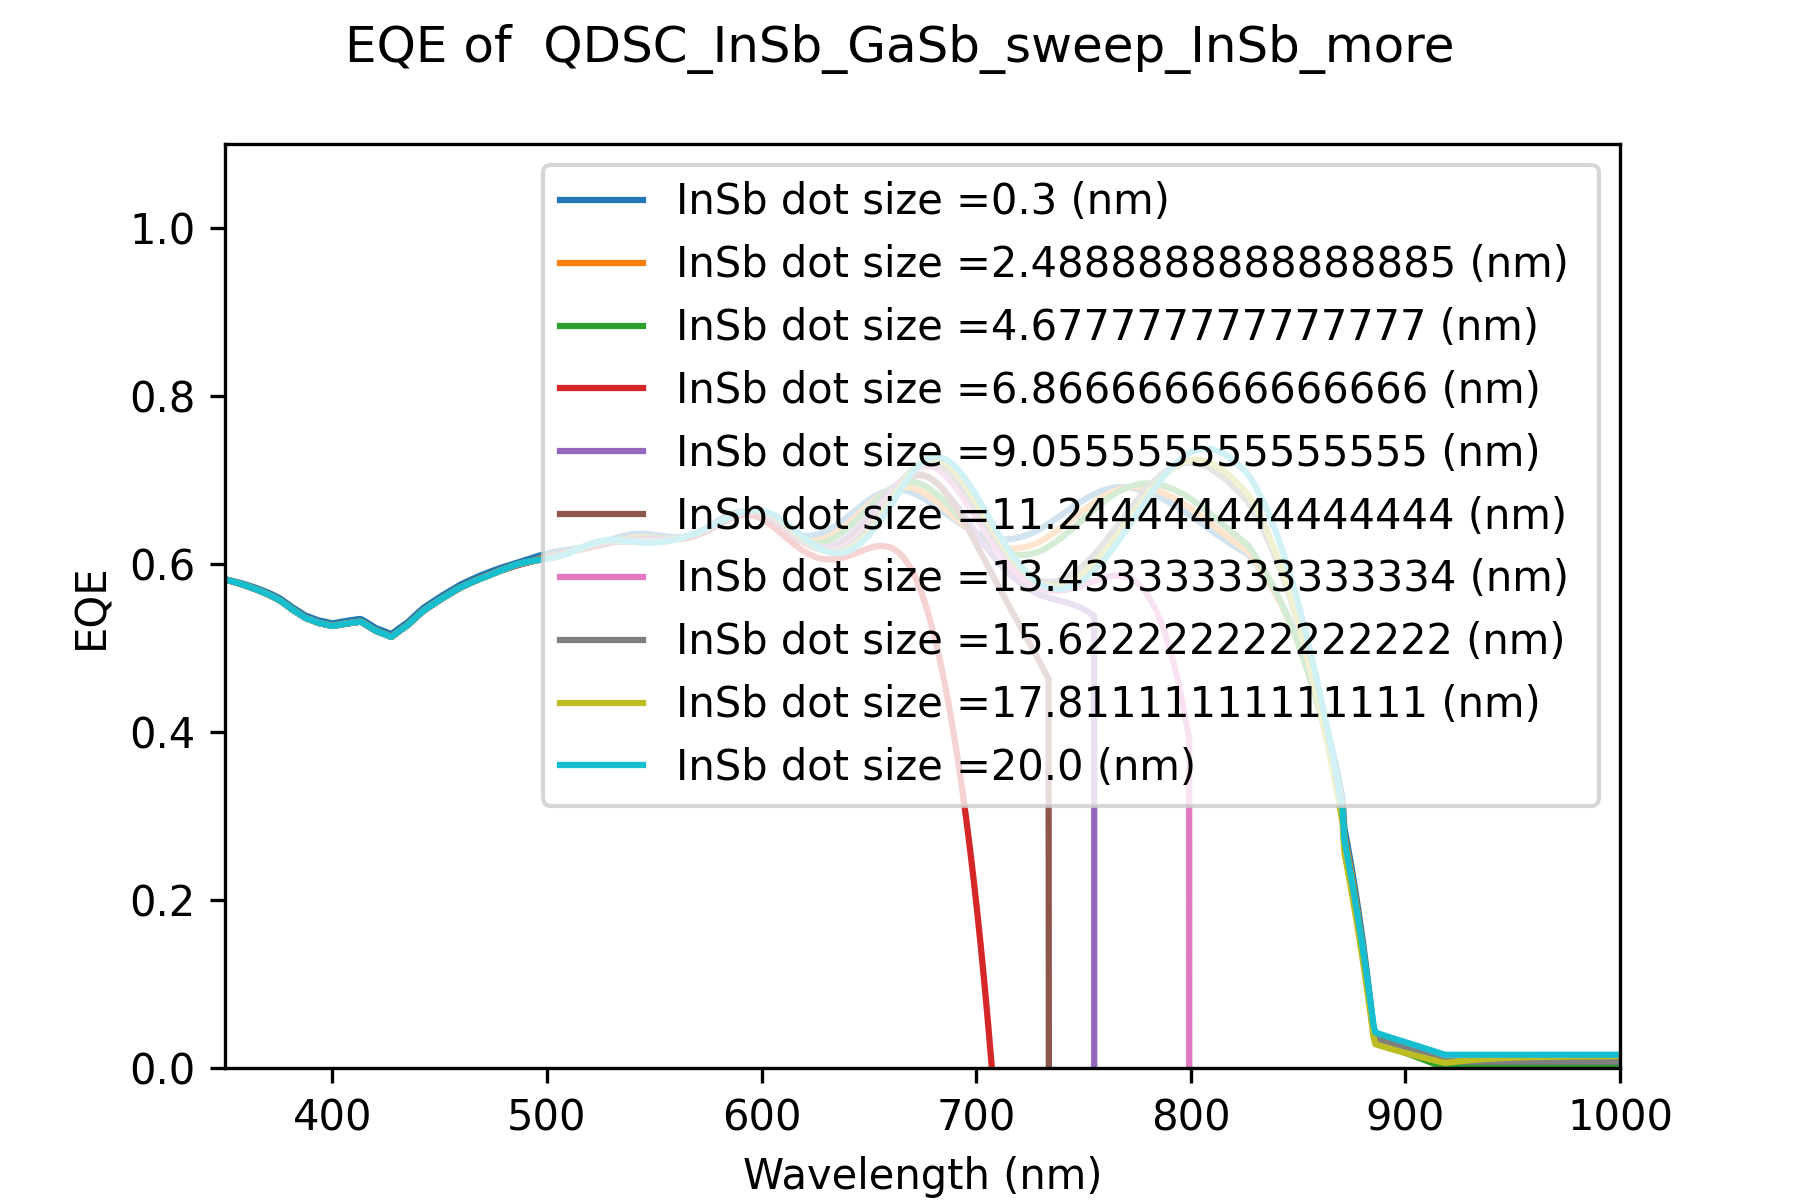 EQE of  QDSC_InSb_GaSb_sweep_InSb_more
InSb dot size =0.3 (nm)
InSb dot size =2.4888888888888885 (nm)
InSb dot size =4.677777777777777 (nm)
InSb dot size =6.866666666666666 (nm)
InSb dot size =9.055555555555555 (nm)
InSb dot size =11.244444444444444 (nm)
InSb dot size =13.433333333333334 (nm)
InSb dot size =15.622222222222222 (nm)
InSb dot size =17.81111111111111 (nm)
InSb dot size =20.0 (nm)
1.0
0.8
0.6
0.4
0.2
0.0
EQE
400 500 600 700 800 900 1000
Wavelength (nm)